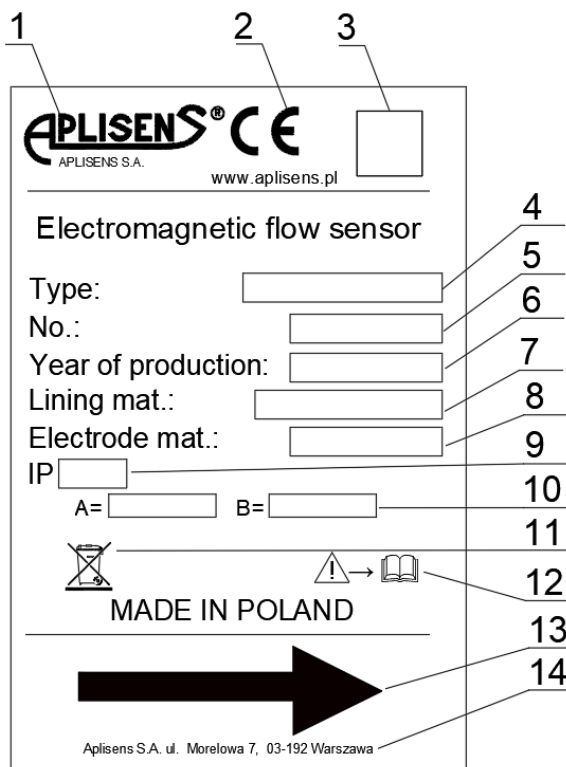 1 2 3
APLISENS® CE
APLISENS S.A.
www.aplisens.pl
Electromagnetic flow sensor
4
Type:
5
No.:
6
Year of production:
7
Lining mat.:
8
Electrode mat.:
9
IP
10
A= B=
11
12
MADE IN POLAND
13
14
Aplisens S.A. ul. Morelowa 7, 03-192 Warszawa